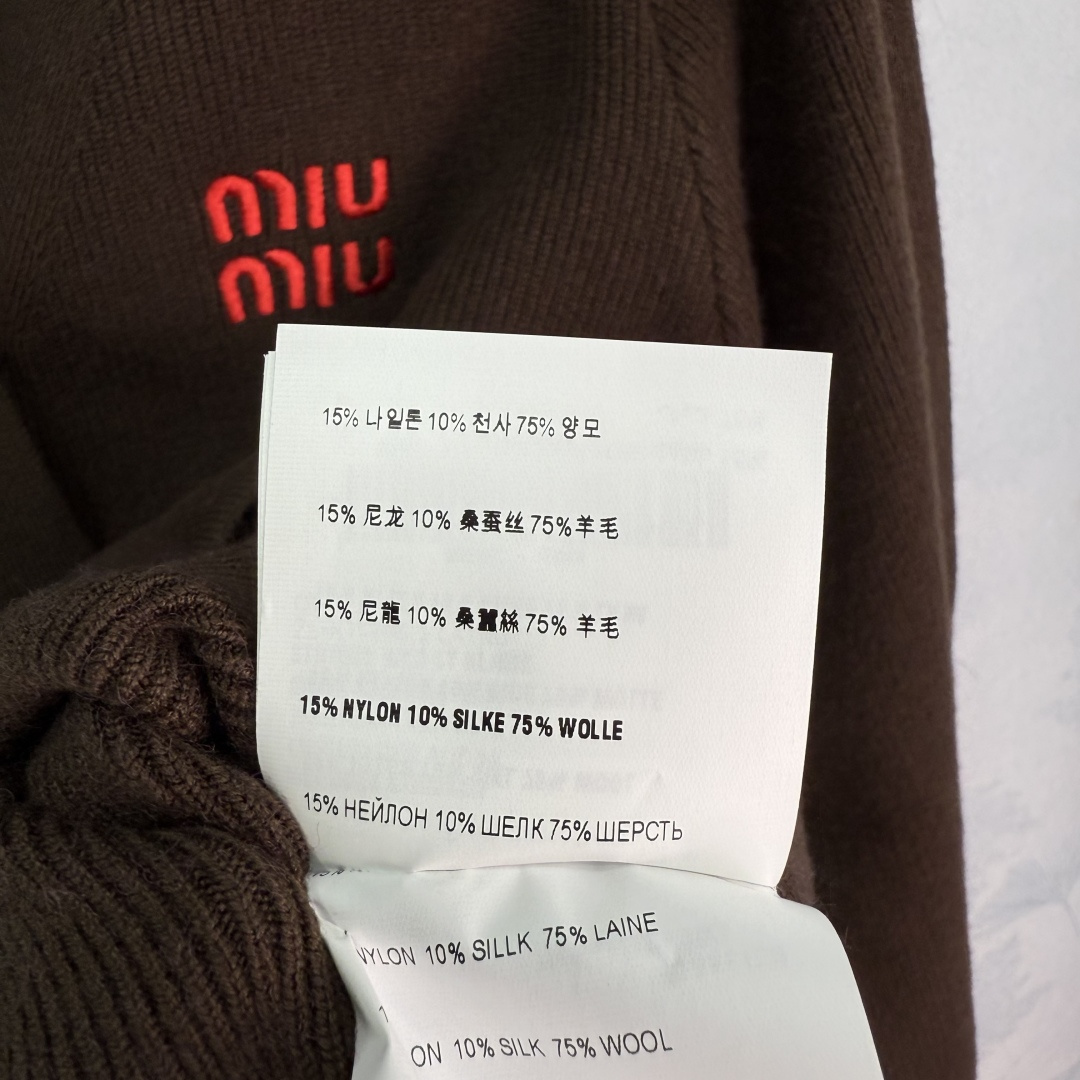 miu
miu
15% 나일론 10% 천사 75% 양모
15% 尼龙 10% 桑蚕丝 75%羊毛
15% 尼龍 10% 桑蠶絲 75% 羊毛
15% NYLON 10% SILKE 75% WOLLE
15% НЕЙЛОН 10% ШЕЛК 75% ШЕРСТЬ
NYLON 10% SILLK 75% LAINE
ON 10% SILK 75% WOOL